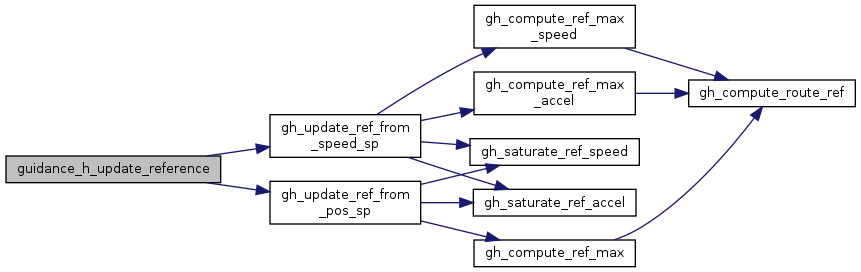 gh_compute_ref_max
_speed
gh_compute_ref_max
_accel
gh_compute_route_ref
gh_update_ref_from
_speed_sp
gh_saturate_ref_speed
guidance_h_update_reference
gh_update_ref_from
_pos_sp
gh_saturate_ref_accel
gh_compute_ref_max